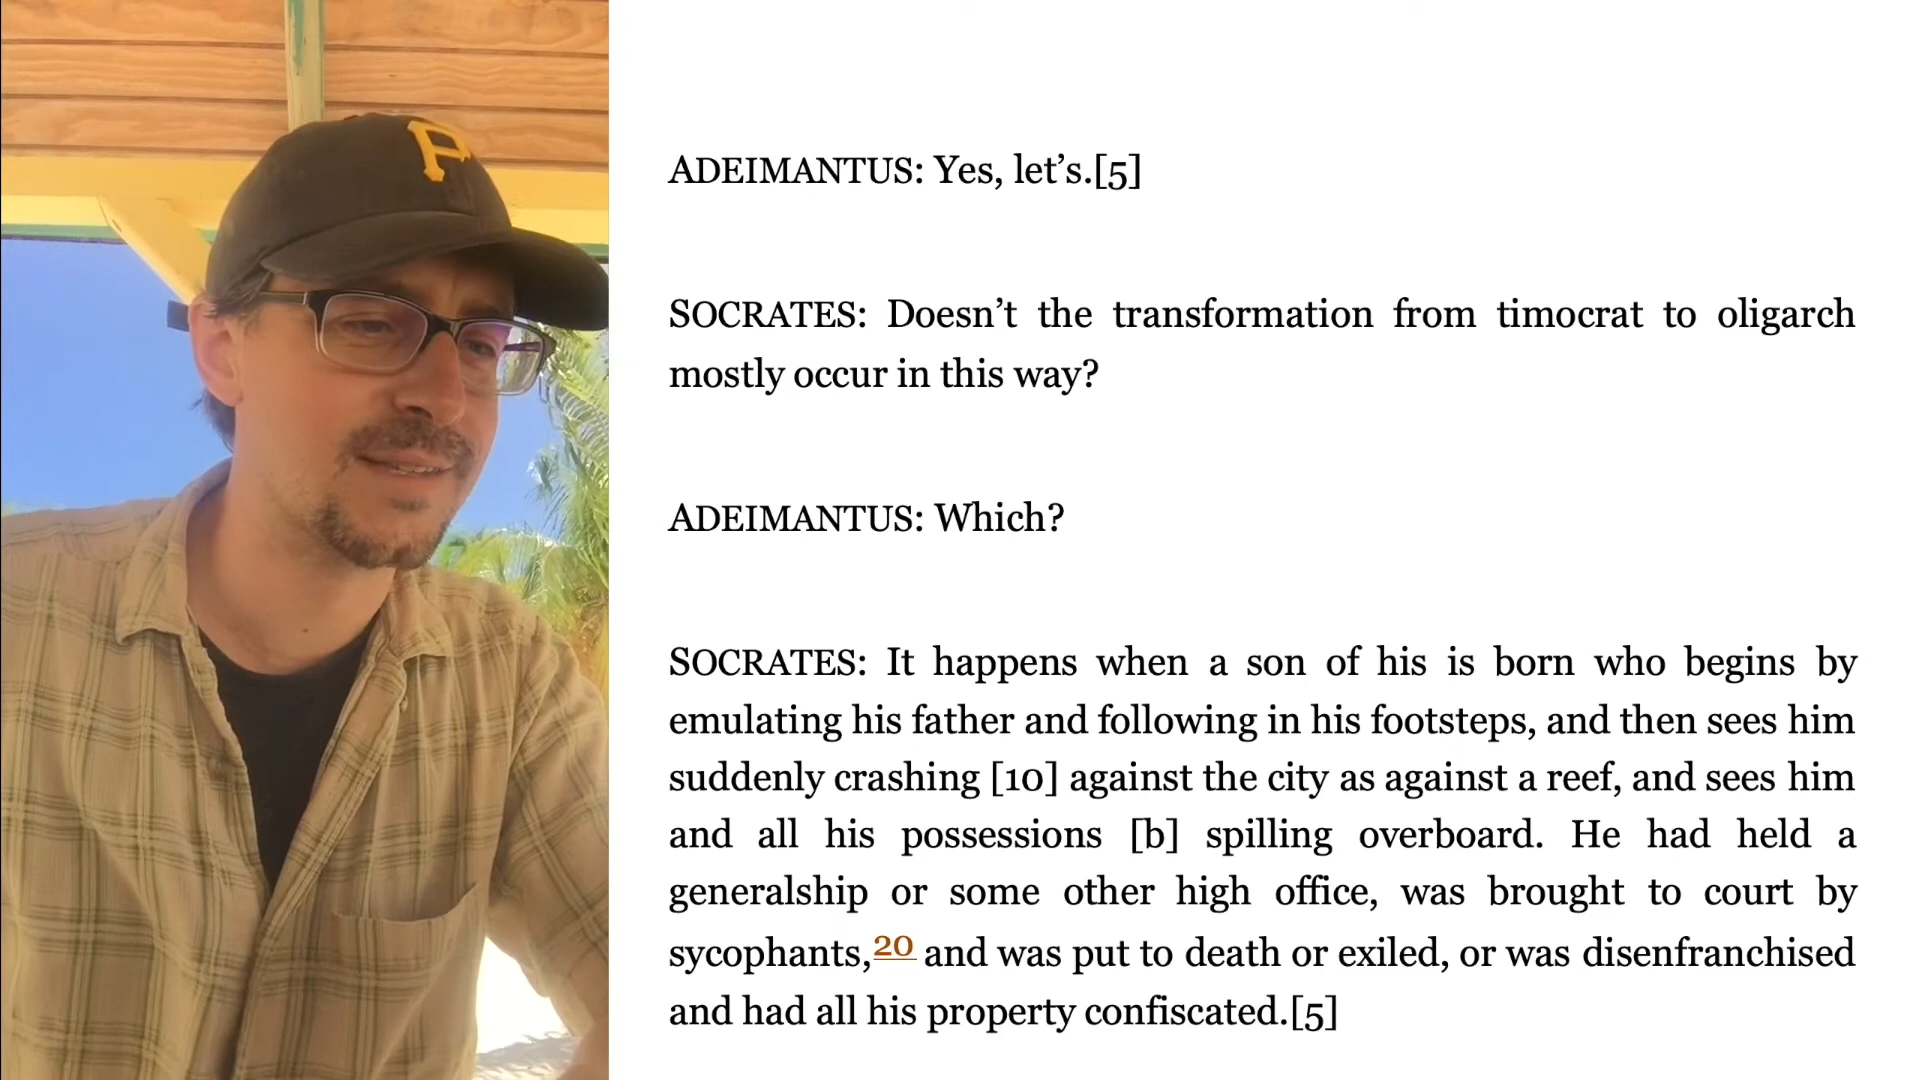 P
ADEIMANTUS: Yes, let’s.[5]
SOCRATES: Doesn’t the transformation from timocrat to oligarch
mostly occur in this way?
ADEIMANTUS: Which?
SOCRATES: It happens when a son of his is born who begins by
emulating his father and following in his footsteps, and then sees him
suddenly crashing [10] against the city as against a reef, and sees him
and all his possessions [b] spilling overboard. He had held a
generalship or some other high office, was brought to court by
sycophants,20 and was put to death or exiled, or was disenfranchised
and had all his property confiscated.[5]